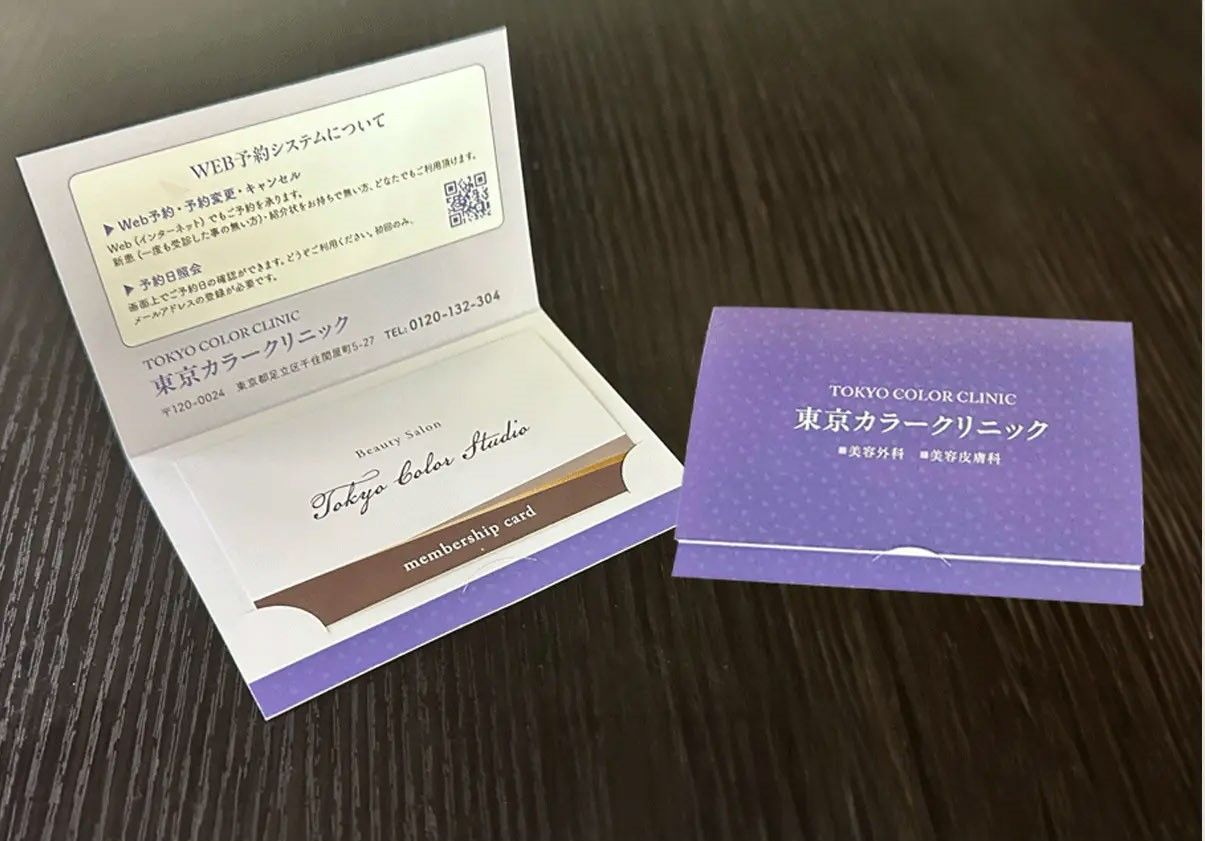 WEB予約システムについて
▶ Web予約・予約変更・キャンセル
Web（インターネット）でもご予約を承ります。
新患（一度も受診した事の無い方）・紹介状をお持ちで無い方、どなたでもご利用頂けます。
▶ 予約日照会
画面上でご予約日の確認ができます。どうぞご利用ください。初回のみ、
メールアドレスの登録が必要です。
TOKYO COLOR CLINIC
東京カラークリニック
〒120-0024 東京都足立区千住関屋町5-27 TEL：0120-132-304
Beauty Salon
Tokyo Color Studio
membership card
TOKYO COLOR CLINIC
東京カラークリニック
■美容外科 ■美容皮膚科